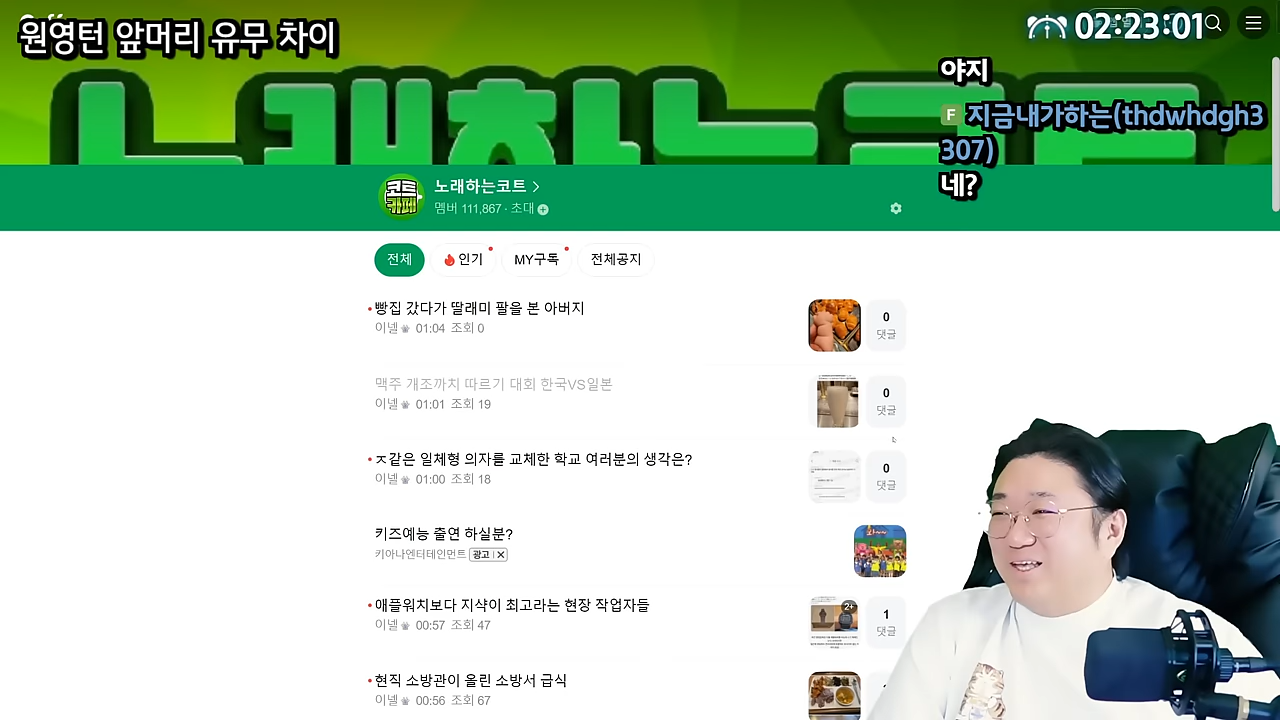 원영턴 앞머리 유무 차이
02:23:01
야지
F 지금내가하는(thdwhdgh3
307)
네?
노래하는코트
코트
카페
노래하는코트 >
멤버 111,867 · 초대
전체
인기
MY구독
전체공지
빵집 갔다가 딸래미 팔을 본 아버지
이넬 01:04 조회 0
0
댓글
맥주 개조까치 따르기 대회 한국VS일본
이넬 01:01 조회 19
0
댓글
ㅈ같은 일체형 의자를 교체한 학교 여러분의 생각은?
이넬 01:00 조회
0
댓글
키즈예능 출연 하실분?
키아나엔터테인먼트 광고 X
워치보다 지샥이 최고라는 현장 작업자들
이넬 00:57 조회 47
2+
1
댓글
현직 소방관이 올린 소방서 급식
이넬 00:56 조회